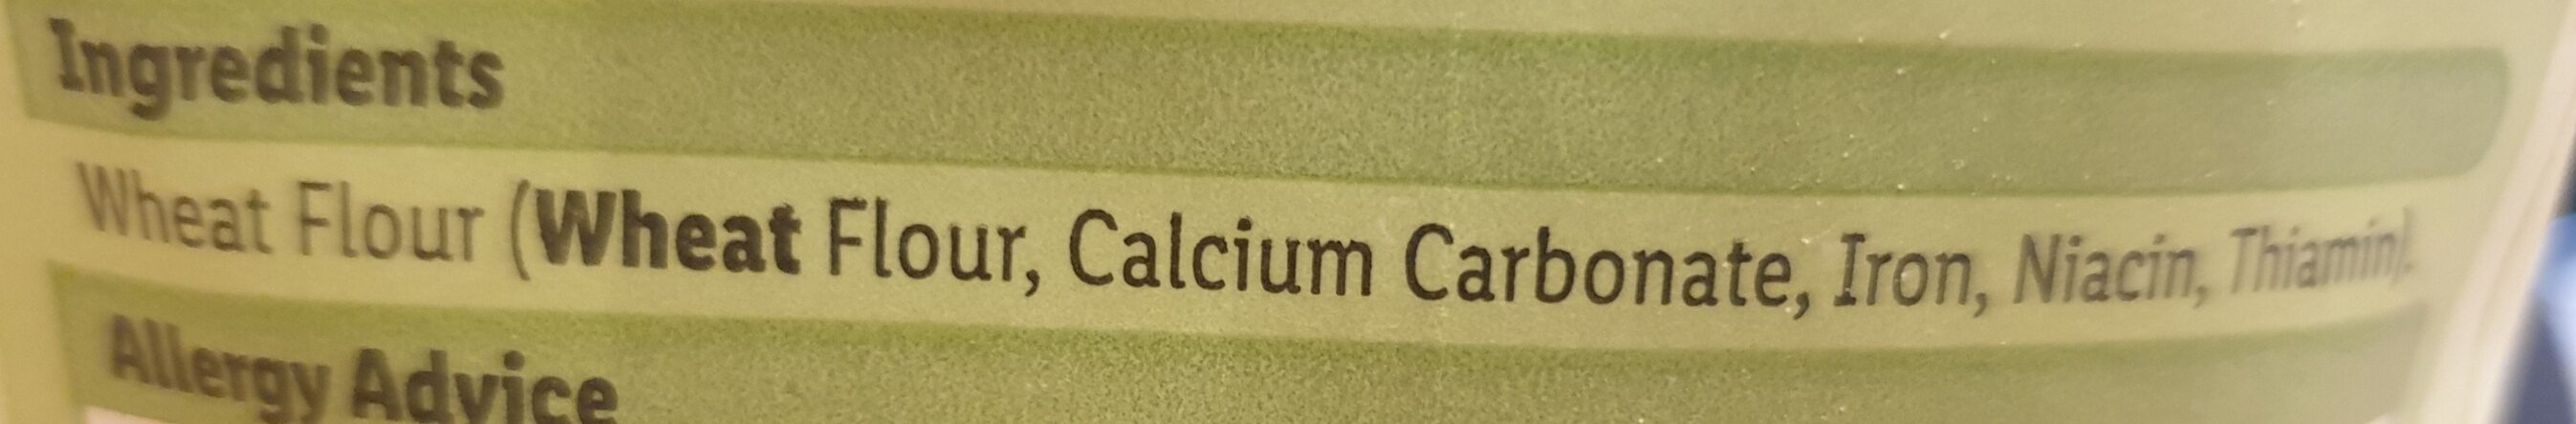 Ingredients
Wheat Flour (Wheat Flour, Calcium Carbonate, Iron, Niacin, Thiamin).
Allergy Advice